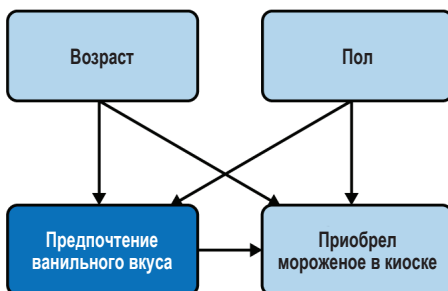 Возраст
Пол
Предпочтение
ванильного вкуса
Приобрел
мороженое в киоске